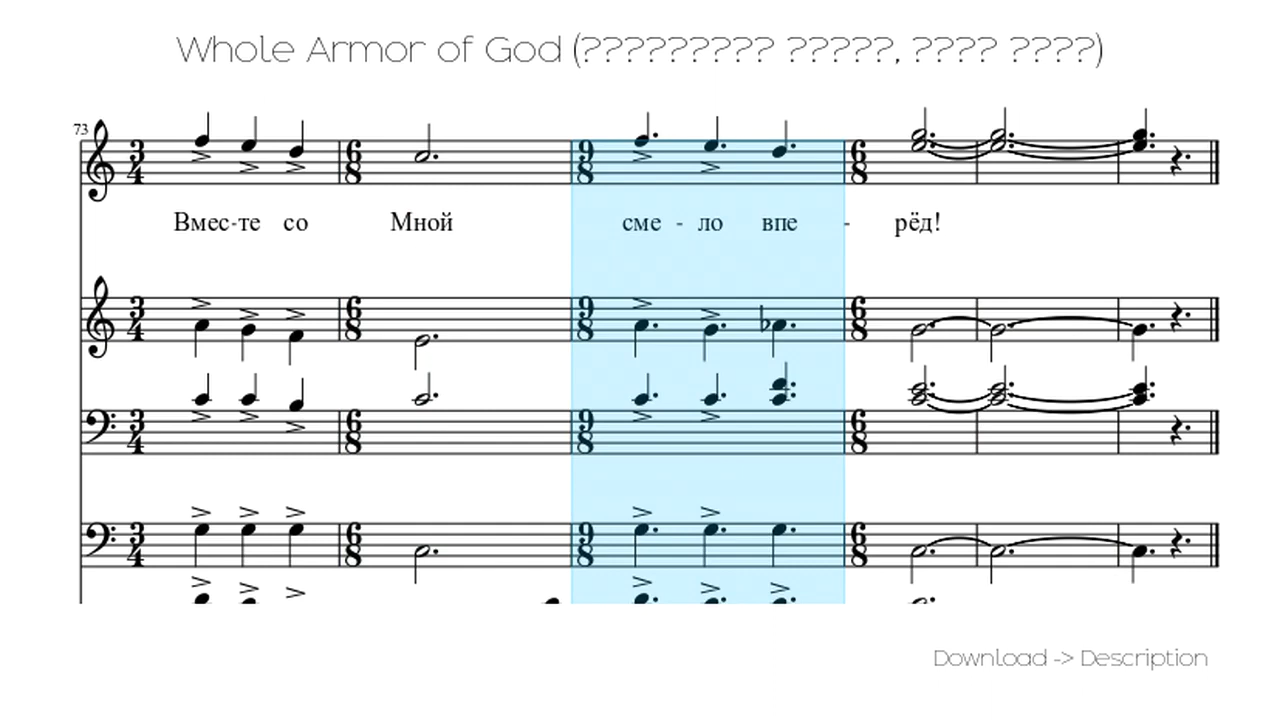 Whole Armor of God (????????? ?????, ???? ????)
73
Вмес-те со Мной сме - ло впе - рёд!
Download -> Description